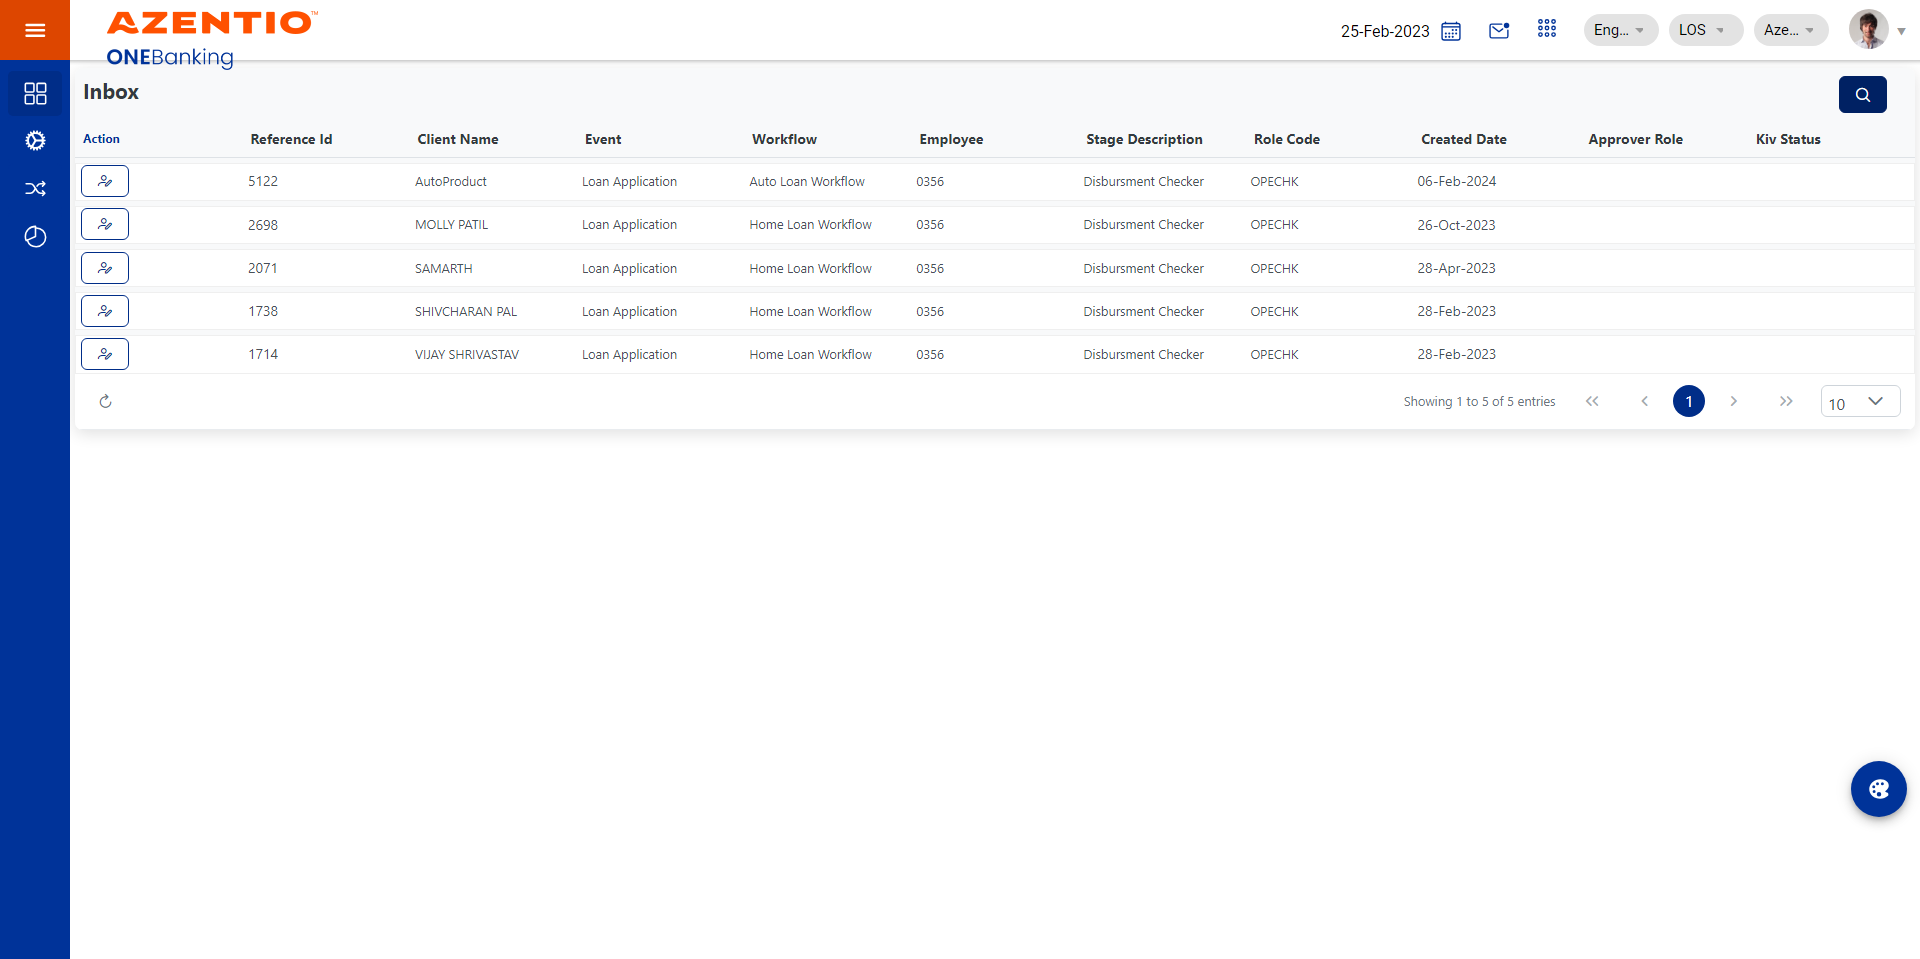 AZENTIO™
ONEBanking
25-Feb-2023 Eng... LOS Aze...
Inbox
Action Reference Id Client Name Event Workflow Employee Stage Description Role Code Created Date Approver Role Kiv Status
5122 AutoProduct Loan Application Auto Loan Workflow 0356 Disbursment Checker OPECHK 06-Feb-2024
2698 MOLLY PATIL Loan Application Home Loan Workflow 0356 Disbursment Checker OPECHK 26-Oct-2023
2071 SAMARTH Loan Application Home Loan Workflow 0356 Disbursment Checker OPECHK 28-Apr-2023
1738 SHIVCHARAN PAL Loan Application Home Loan Workflow 0356 Disbursment Checker OPECHK 28-Feb-2023
1714 VIJAY SHRIVASTAV Loan Application Home Loan Workflow 0356 Disbursment Checker OPECHK 28-Feb-2023
Showing 1 to 5 of 5 entries 1 10